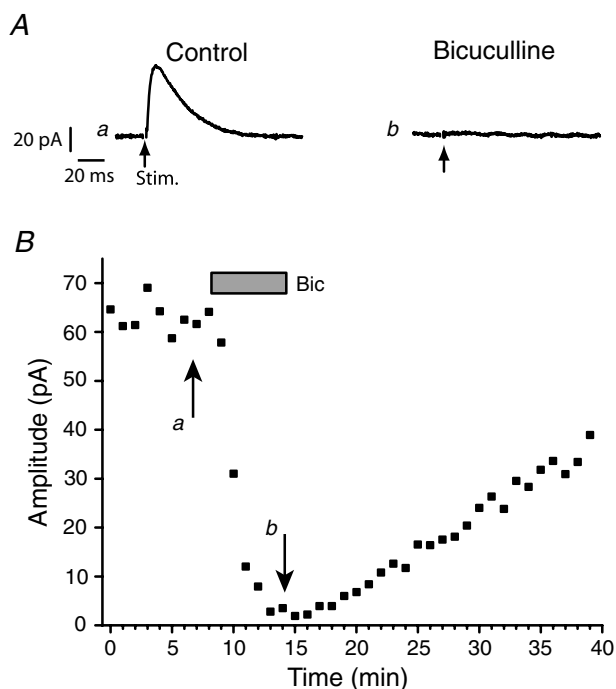 A
Control
Bicuculline
a
b
20 pA
20 ms
Stim.
B
70
60
50
40
30
20
10
0
Amplitude (pA)
Bic
a
b
0 5 10 15 20 25 30 35 40
Time (min)